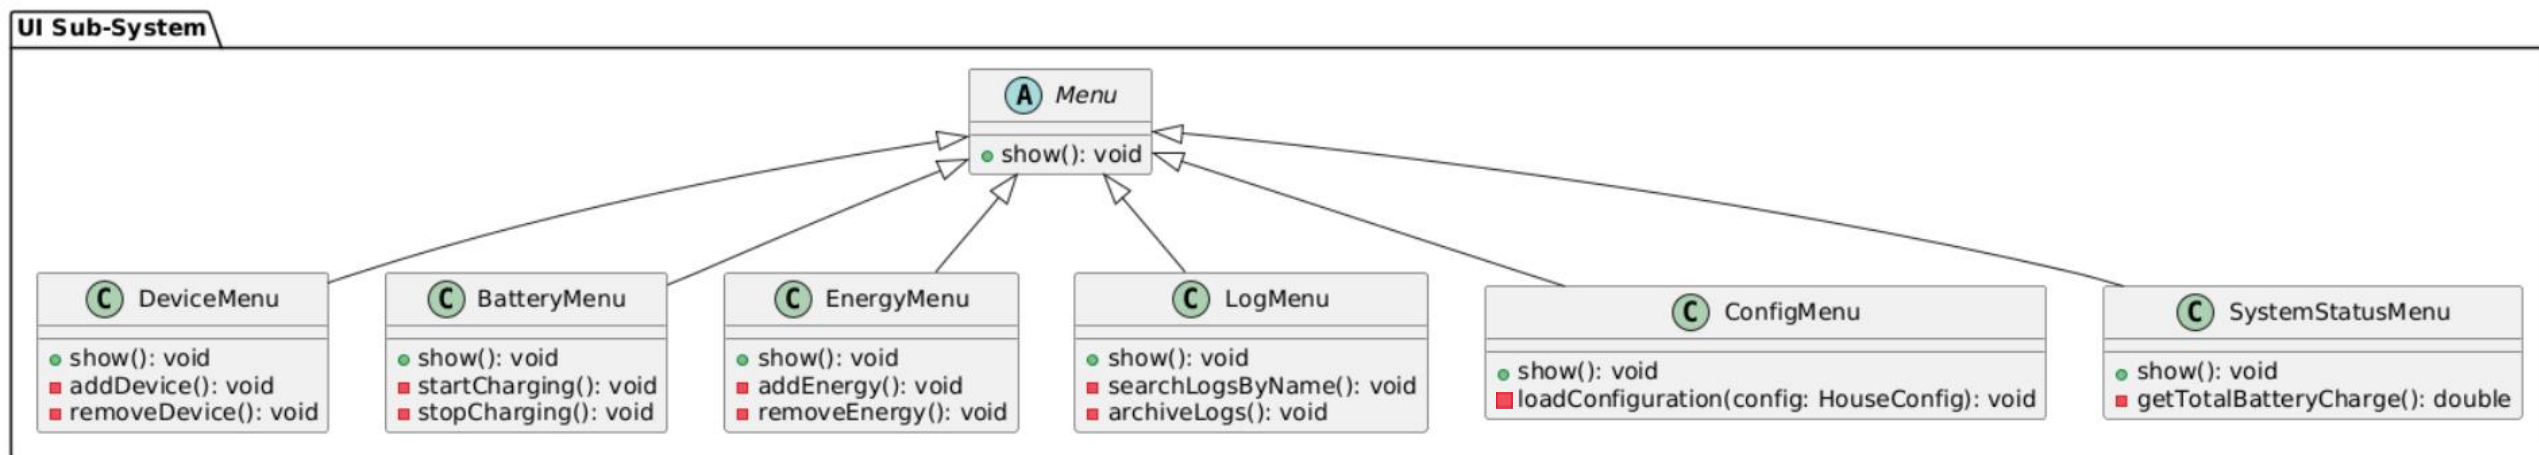 UI Sub-System
A Menu
show(): void
C DeviceMenu
show(): void
addDevice(): void
removeDevice(): void
C BatteryMenu
show(): void
startCharging(): void
stopCharging(): void
C EnergyMenu
show(): void
addEnergy(): void
removeEnergy(): void
C LogMenu
show(): void
searchLogsByName(): void
archiveLogs(): void
C ConfigMenu
show(): void
loadConfiguration(config: HouseConfig): void
C SystemStatusMenu
show(): void
getTotalBatteryCharge(): double